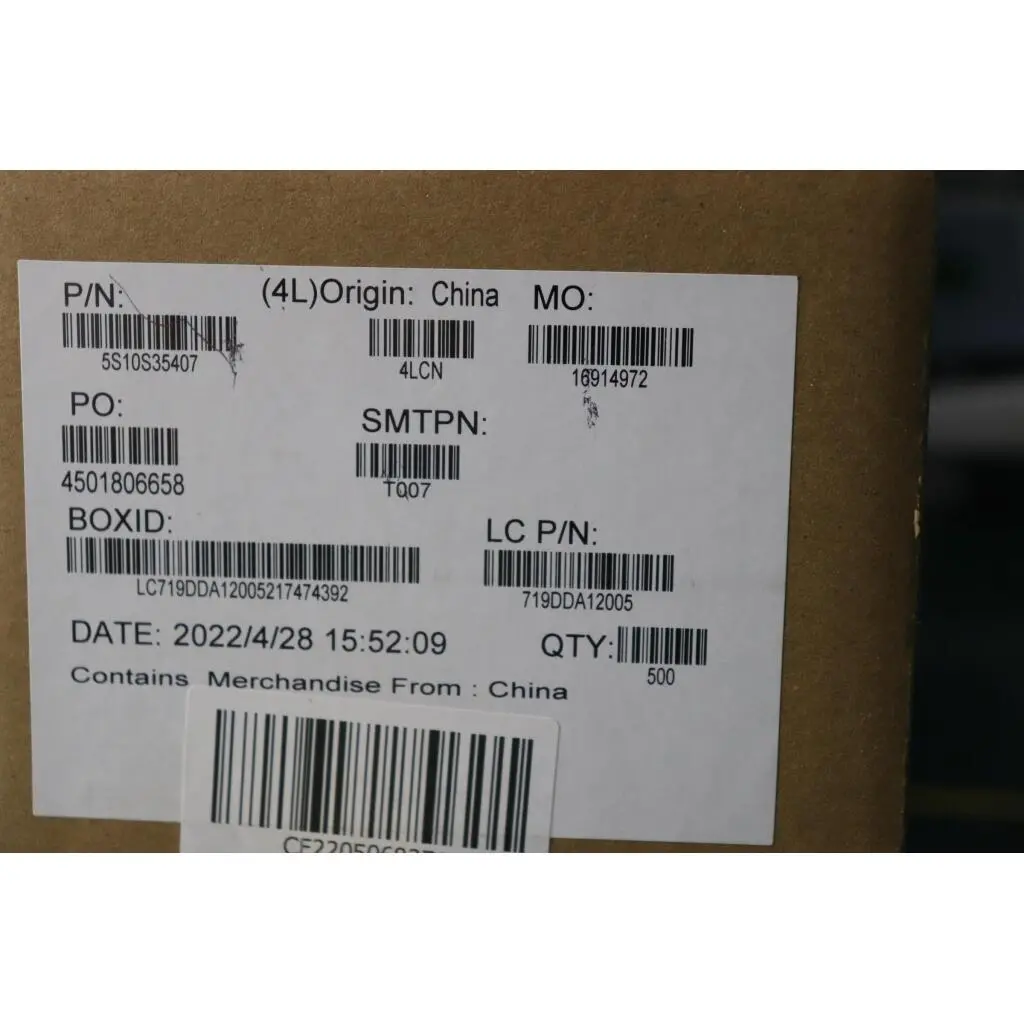 P/N: (4L)Origin: China MO:
5S10S35407 4LCN 16914972
PO: SMTPN:
4501806658 T007
BOXID: LC P/N:
LC719DDA12005217474392 719DDA12005
DATE: 2022/4/28 15:52:09 QTY:
500
Contains Merchandise From : China